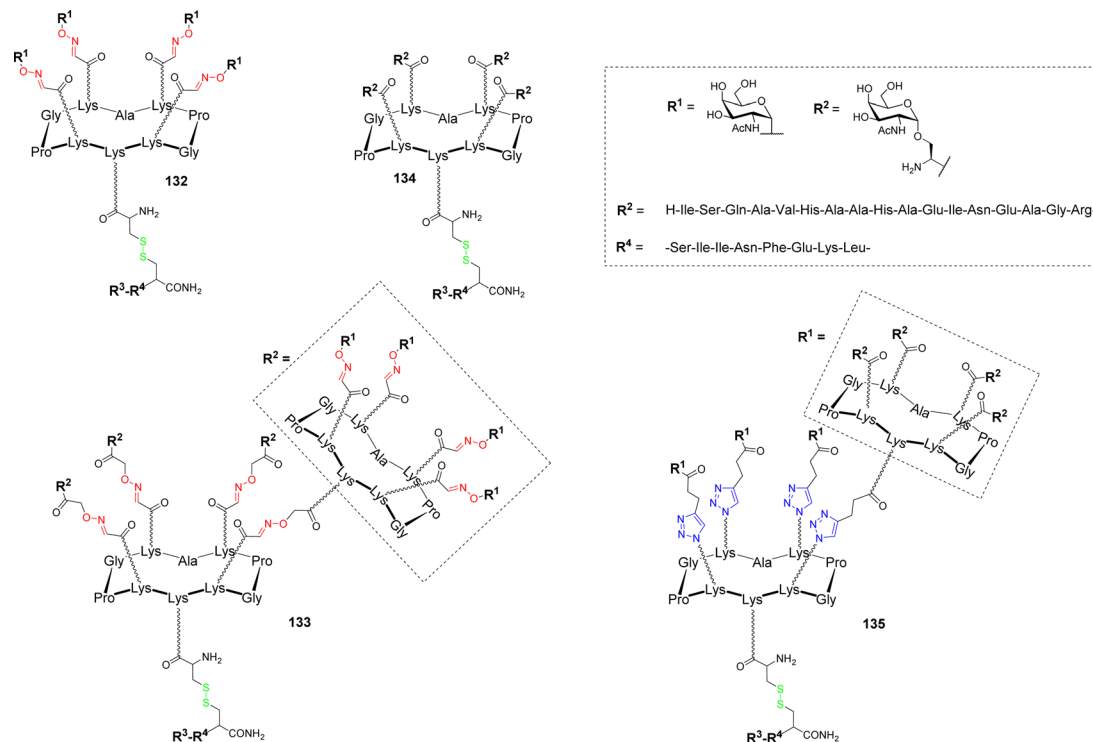 R1 R1
R1 O N N O R1
O N O O N O
O O
Gly Lys Ala Lys Pro
Pro Lys Lys Lys Gly
132
O NH2
S
S
R3-R4 CONH2
R2 R2
R2 O O R2
O O
Gly Lys Ala Lys Pro
Pro Lys Lys Lys Gly
134
O NH2
S
S
R3-R4 CONH2
R1 = HO OH O HO AcNH
R2 = HO OH O HO AcNH O H2N
R2 = H-Ile-Ser-Gln-Ala-Val-His-Ala-Ala-His-Ala-Glu-Ile-Asn-Glu-Ala-Gly-Arg-
R4 = -Ser-Ile-Ile-Asn-Phe-Glu-Lys-Leu-
R2 =
R1 R1
O O
N N
O O
Gly Lys Ala Lys Pro
Pro Lys Lys Lys Gly
O N O R1
O N O R1
R2 R2
R2 O O
O O N N O
O N O O N O O
O O
Gly Lys Ala Lys Pro
Pro Lys Lys Lys Gly
133
O NH2
S
S
R3-R4 CONH2
R1 =
R2
R2 O O R2
O O R2
Gly Lys Ala Lys Pro
Pro Lys Lys Lys Gly
R1 R1
R1 O O
O O
N N N N N N
N N N N N N
Gly Lys Ala Lys Pro
Pro Lys Lys Lys Gly
135
O NH2
S
S
R3-R4 CONH2